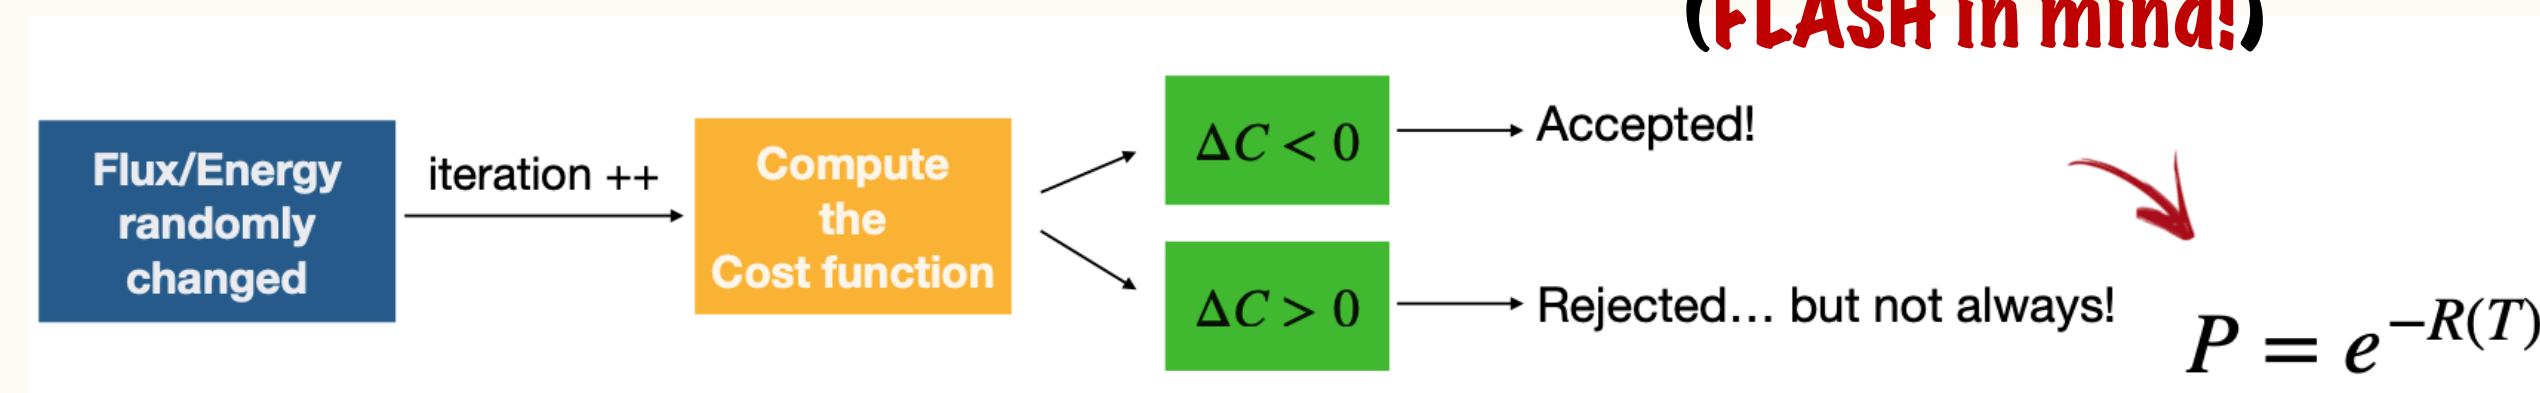 (FLASH in mind!)
Flux/Energy
randomly
changed
iteration ++
Compute
the
Cost function
ΔC < 0
Accepted!
ΔC > 0
Rejected... but not always!
P = e^{-R(T)}